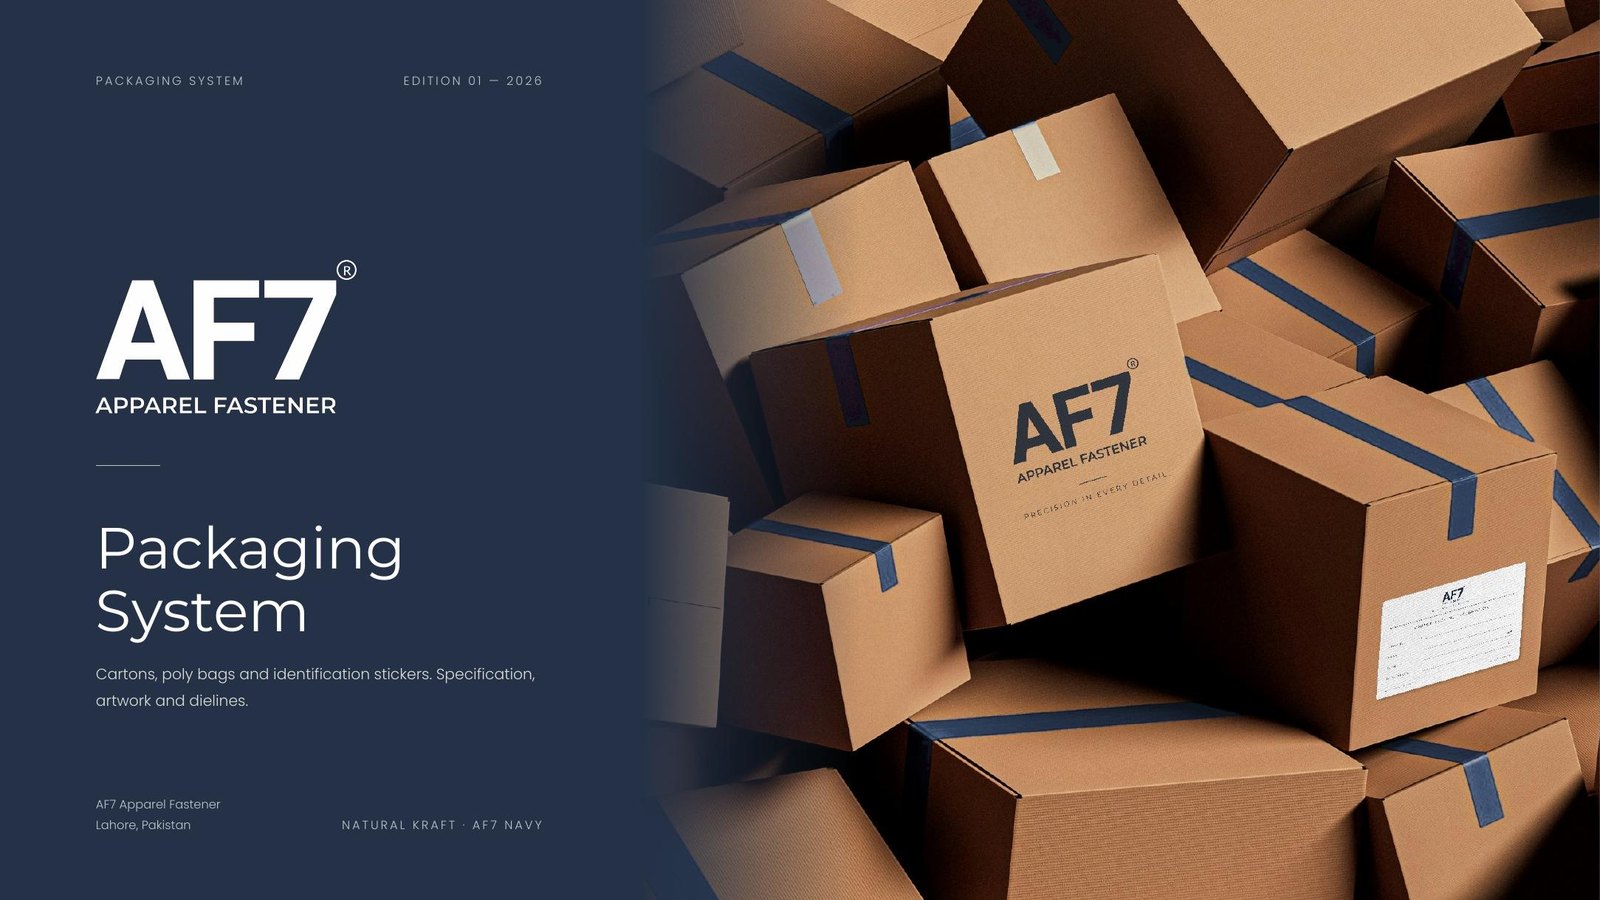 PACKAGING SYSTEM
EDITION 01 — 2026
AF7®
APPAREL FASTENER
Packaging
System
Cartons, poly bags and identification stickers. Specification,
artwork and dielines.
AF7 Apparel Fastener
Lahore, Pakistan
NATURAL KRAFT · AF7 NAVY
AF7®
APPAREL FASTENER
PRECISION IN EVERY DETAIL.
AF7